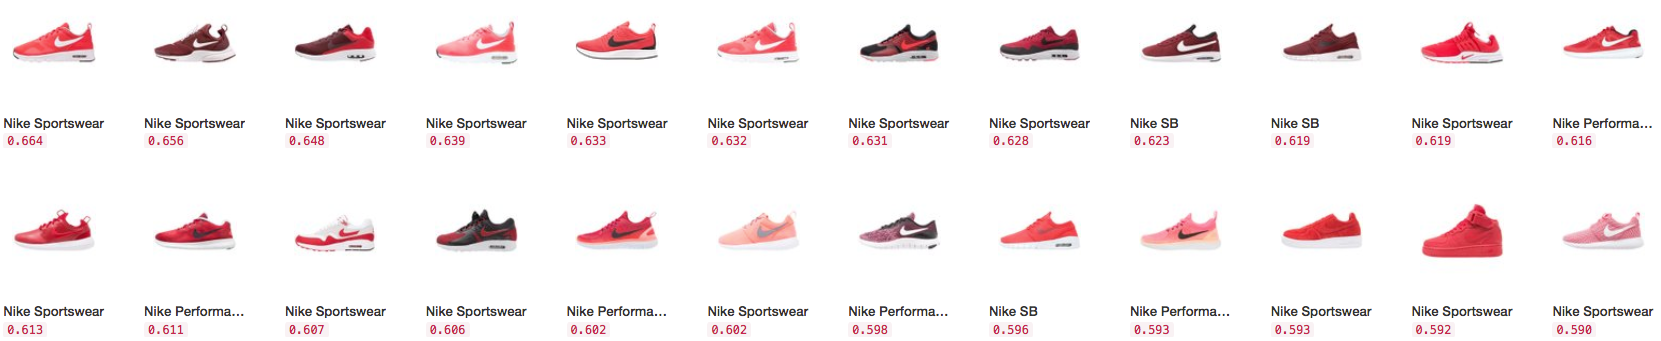 Nike Sportswear Nike Sportswear Nike Sportswear Nike Sportswear Nike Sportswear Nike Sportswear Nike Sportswear Nike Sportswear Nike SB Nike SB Nike Sportswear Nike Performa...
0.664 0.656 0.648 0.639 0.633 0.632 0.631 0.628 0.623 0.619 0.619 0.616
Nike Sportswear Nike Performa... Nike Sportswear Nike Sportswear Nike Performa... Nike Sportswear Nike Performa... Nike SB Nike Performa... Nike Sportswear Nike Sportswear Nike Sportswear
0.613 0.611 0.607 0.606 0.602 0.602 0.598 0.596 0.593 0.593 0.592 0.590